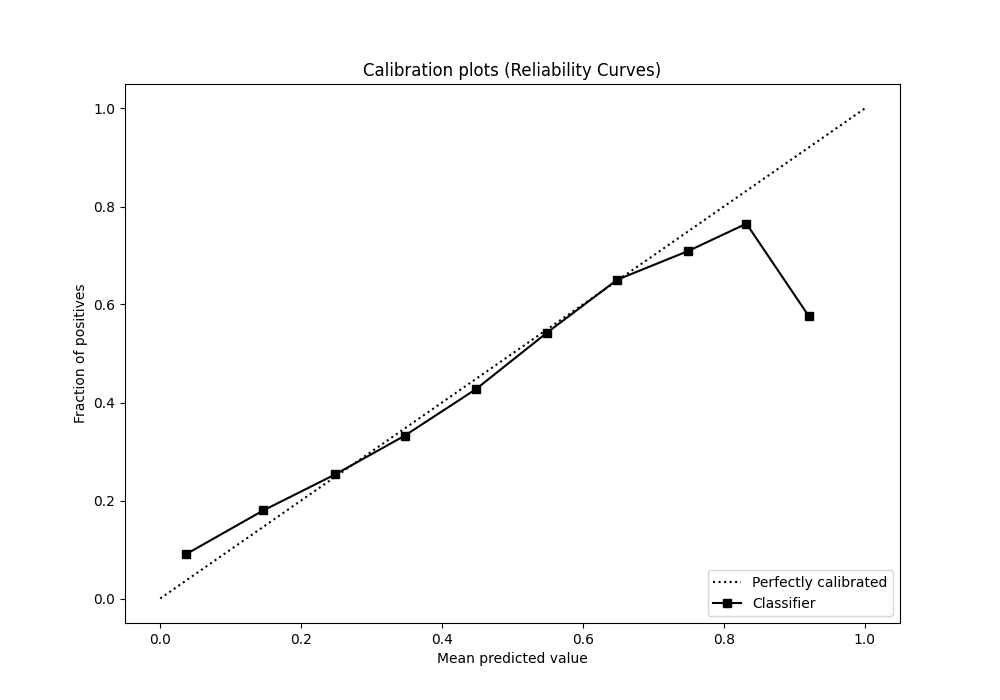 Calibration plots (Reliability Curves)
1.0
0.8
0.6
0.4
0.2
0.0
Fraction of positives
0.0 0.2 0.4 0.6 0.8 1.0
Mean predicted value
Perfectly calibrated
Classifier